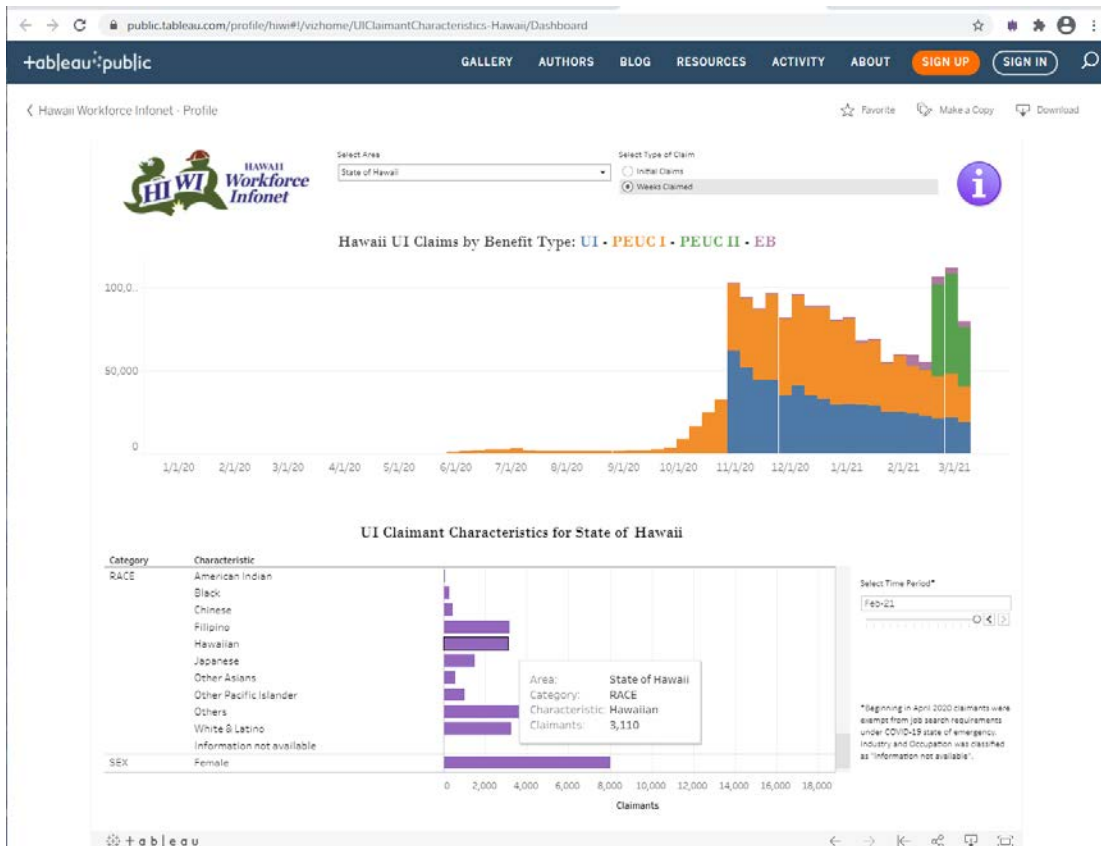 public.tableau.com/profile/hiwi#!/vizhome/UIClaimantCharacteristics-Hawaii/Dashboard
+ableau public GALLERY AUTHORS BLOG RESOURCES ACTIVITY ABOUT SIGN UP SIGN IN
Hawaii Workforce Infonet - Profile Favorite Make a Copy Download
HI WI HAWAII
Workforce
Infonet
Select Area
State of Hawaii
Select Type of Claim
Initial Claims
Weeks Claimed
i
Hawaii UI Claims by Benefit Type: UI - PEUC I - PEUC II - EB
100,0..
50,000
0
1/1/20 2/1/20 3/1/20 4/1/20 5/1/20 6/1/20 7/1/20 8/1/20 9/1/20 10/1/20 11/1/20 12/1/20 1/1/21 2/1/21 3/1/21
UI Claimant Characteristics for State of Hawaii
Category Characteristic
RACE American Indian
Black
Chinese
Filipino
Hawaiian
Japanese
Other Asians
Other Pacific Islander
Others
White & Latino
Information not available
SEX Female
Area: State of Hawaii
Category: RACE
Characteristic: Hawaiian
Claimants: 3,110
0 2,000 4,000 6,000 8,000 10,000 12,000 14,000 16,000 18,000
Claimants
Select Time Period*
Feb-21
*Beginning in April 2020 claimants were
exempt from job search requirements
under COVID-19 state of emergency.
Industry and Occupation was classified
as "Information not available".
+ableau